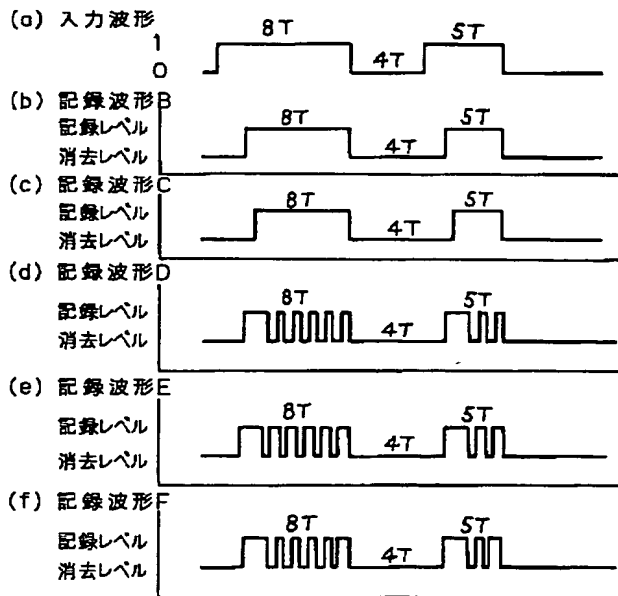 (a) 入力波形
8T
5T
1
0
4T
(b) 記録波形B
記録レベル
消去レベル
8T
4T
5T
(c) 記録波形C
記録レベル
消去レベル
8T
4T
5T
(d) 記録波形D
記録レベル
消去レベル
8T
4T
5T
(e) 記録波形E
記録レベル
消去レベル
8T
4T
5T
(f) 記録波形F
記録レベル
消去レベル
8T
4T
5T